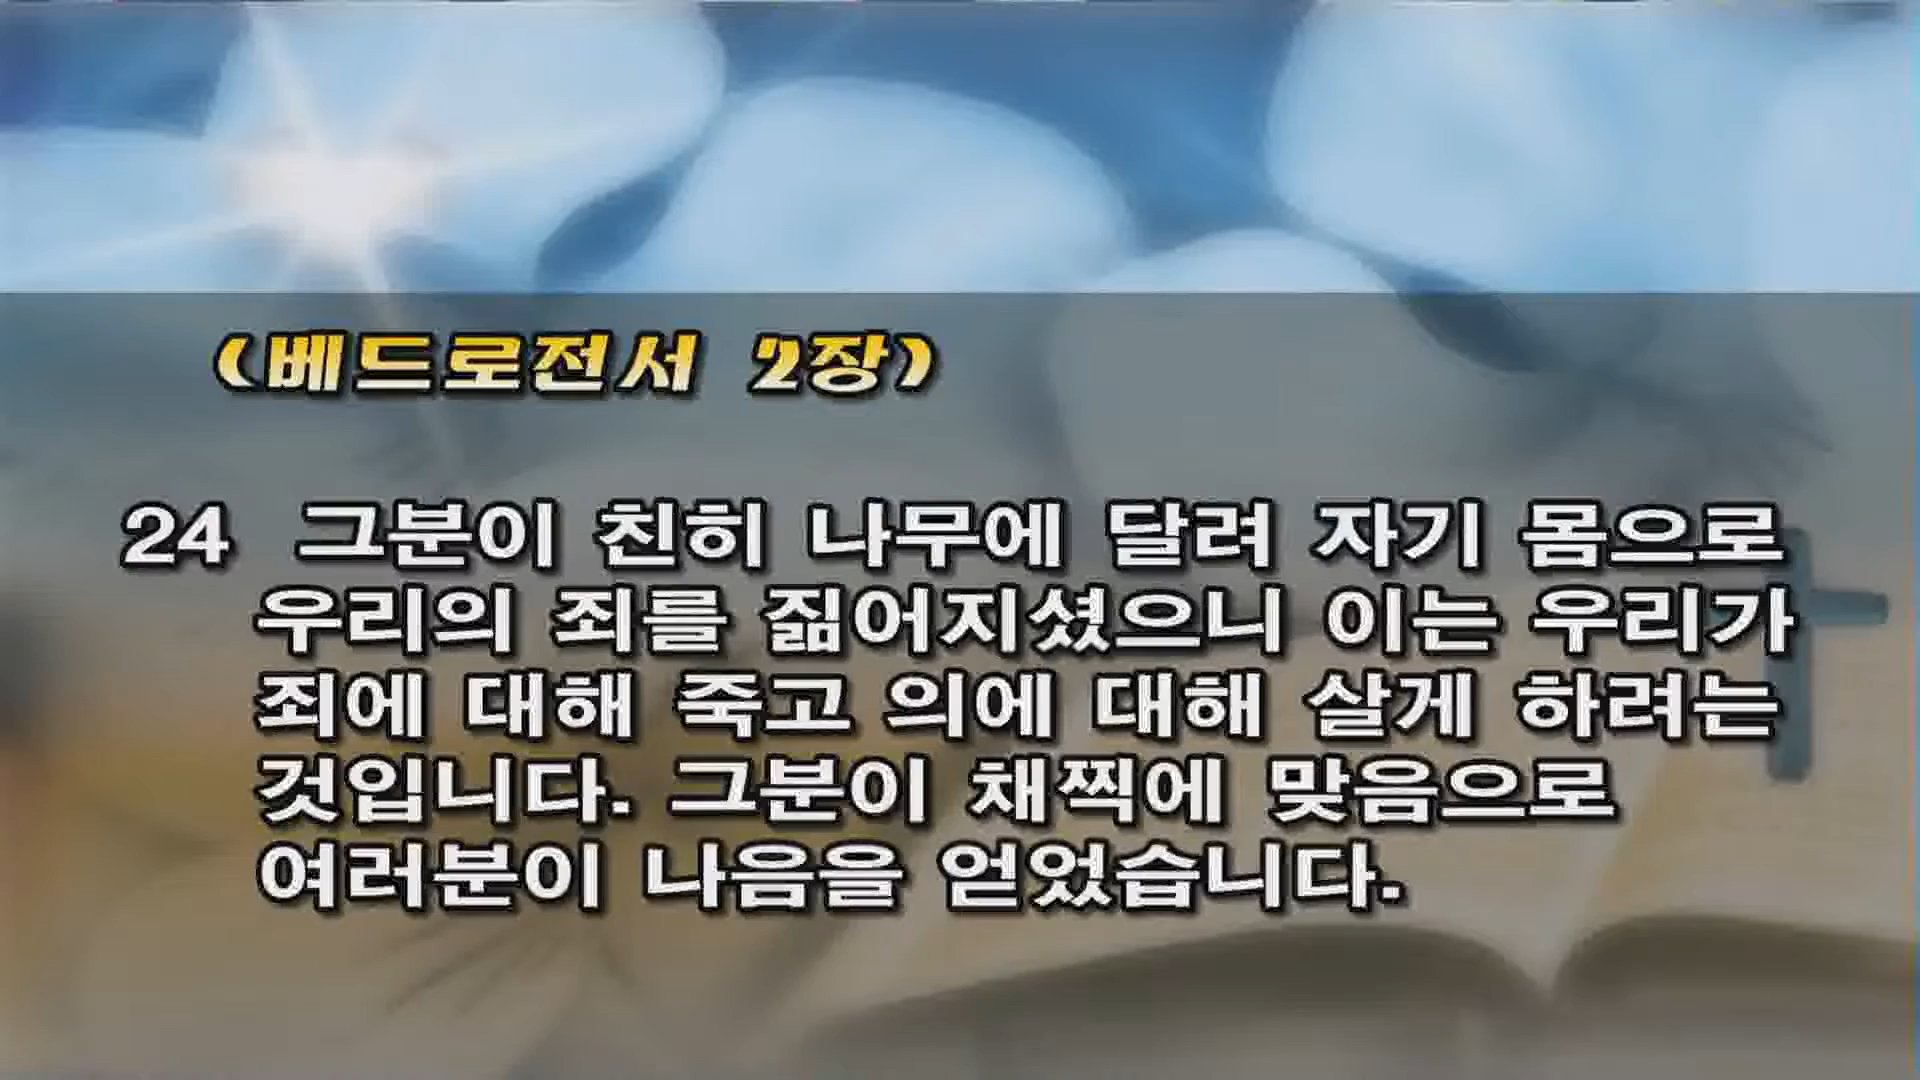 (베드로전서 2장)
24 그분이 친히 나무에 달려 자기 몸으로
우리의 죄를 짊어지셨으니 이는 우리가
죄에 대해 죽고 의에 대해 살게 하려는
것입니다. 그분이 채찍에 맞음으로
여러분이 나음을 얻었습니다.